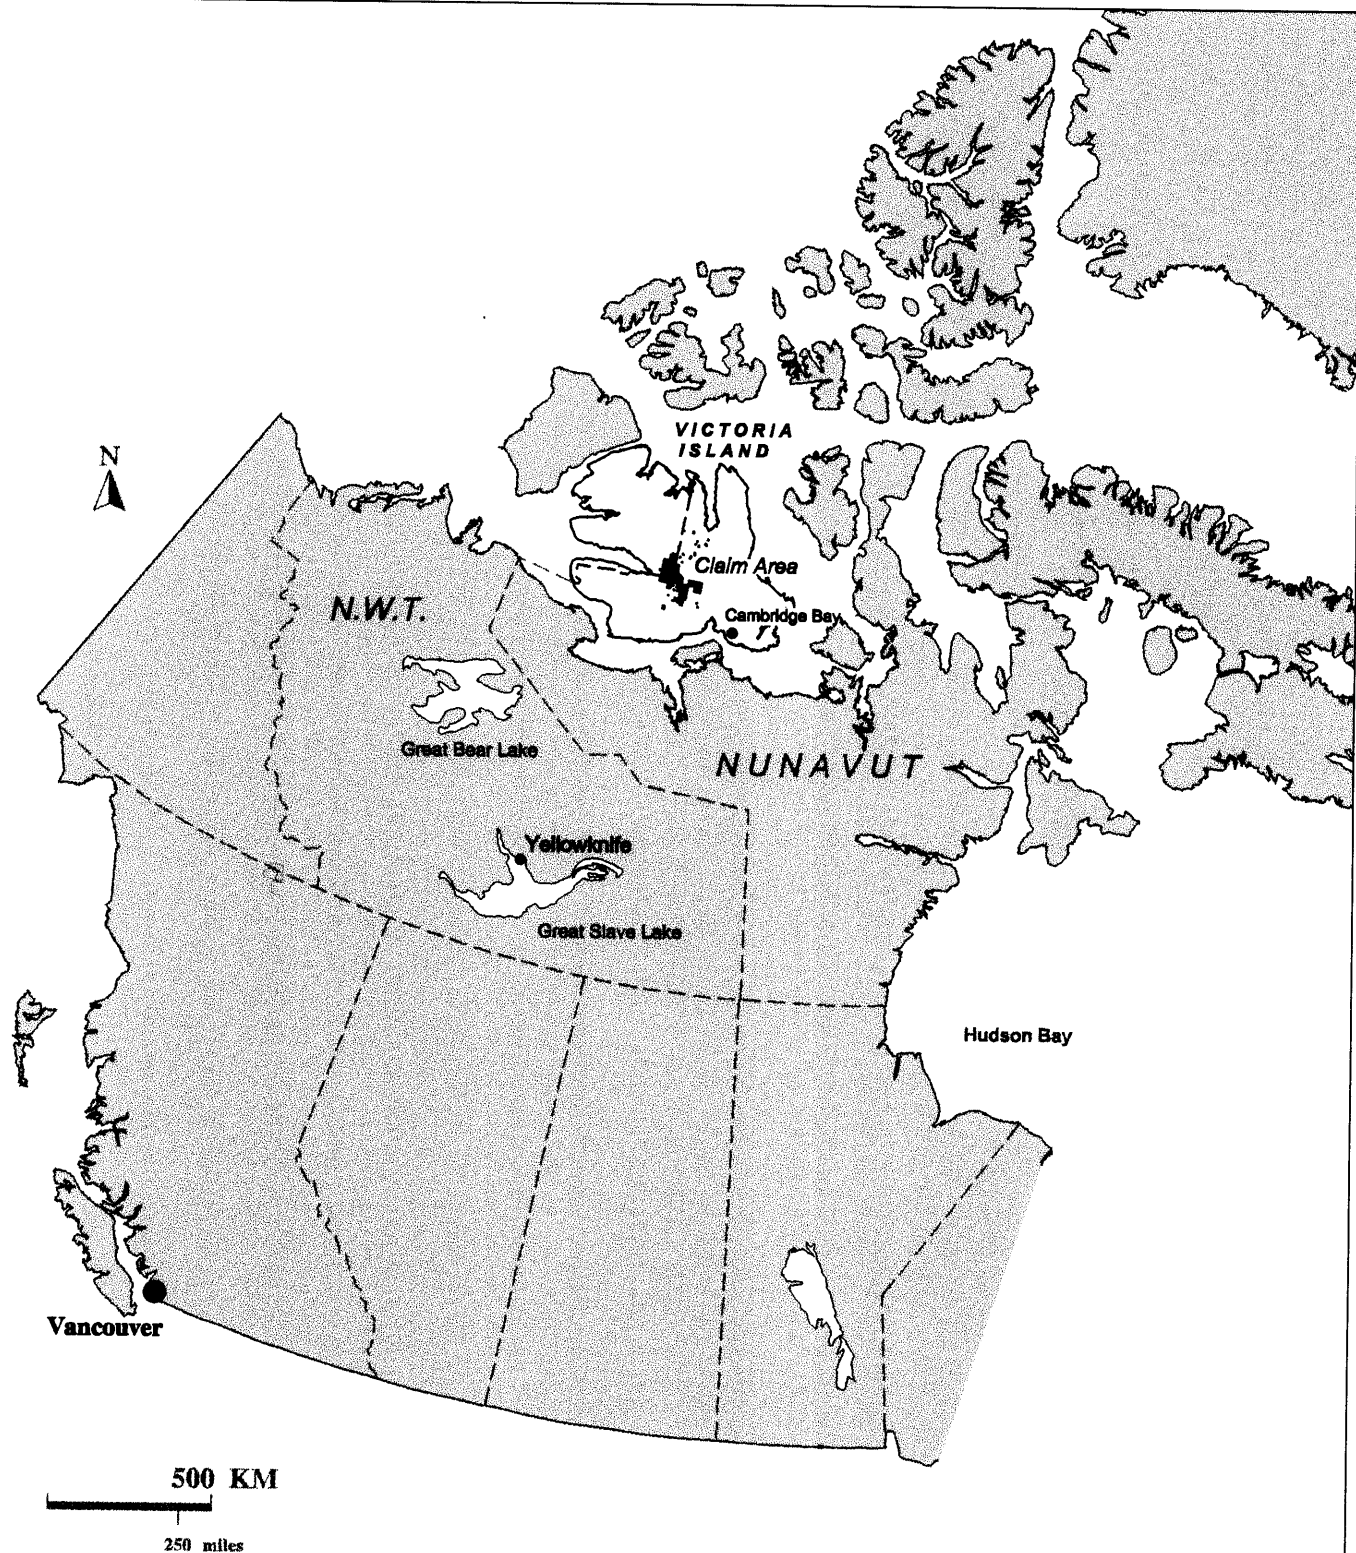 VICTORIA
ISLAND
N
Claim Area
N.W.T.
Cambridge Bay
Great Bear Lake
NUNAVUT
Yellowknife
Great Slave Lake
Hudson Bay
Vancouver
500 KM
250 miles